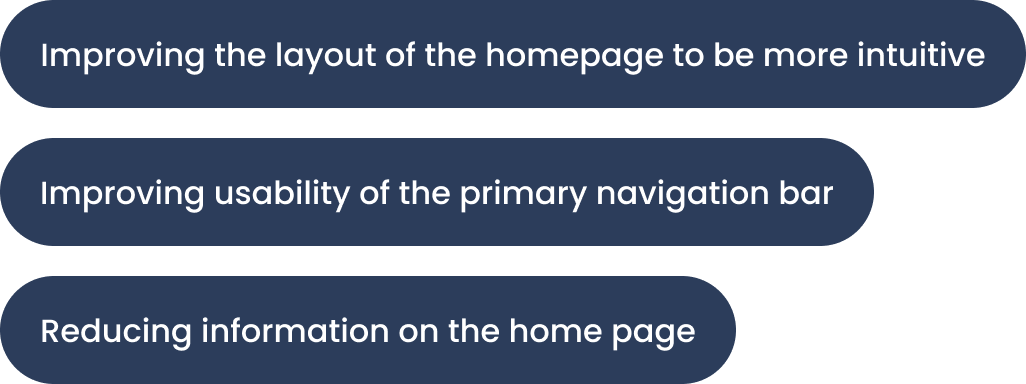 Improving the layout of the homepage to be more intuitive
Improving usability of the primary navigation bar
Reducing information on the home page